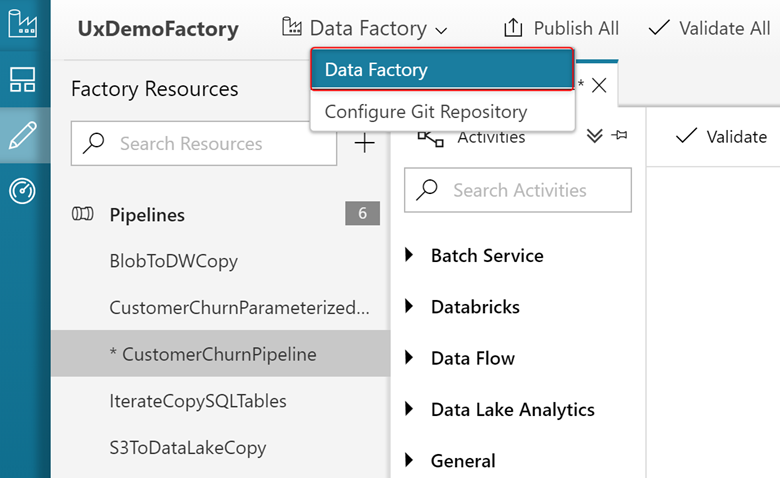 UxDemoFactory
Data Factory
Publish All
Validate All
Data Factory
Configure Git Repository
*
Factory Resources
Search Resources
Pipelines
6
BlobToDWCopy
CustomerChurnParameterized...
* CustomerChurnPipeline
IterateCopySQLTables
S3ToDataLakeCopy
Activities
Search Activities
Batch Service
Databricks
Data Flow
Data Lake Analytics
General
Validate